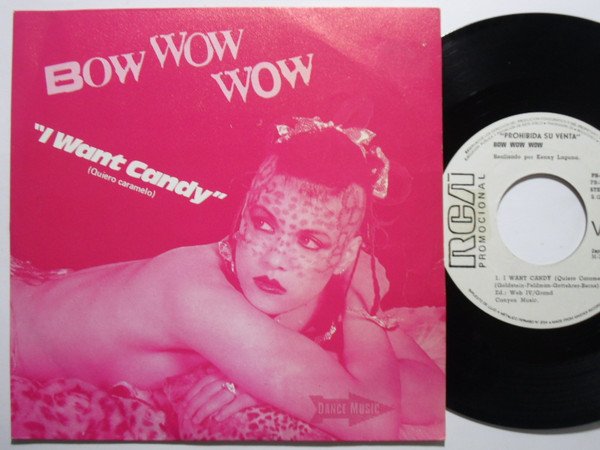 BOW WOW
WOW
"I Want Candy"
(Quiero caramelo)
DANCE MUSIC
RCA
PROMOCIONAL
"PROHIBIDA SU VENTA"
BOW WOW WOW
Realizado por Kenny Laguna.
1. I WANT CANDY (Quiero
(Goldstein-Feldman-Gottehrer-
Ed.: Web IV/Grand
Canyon Music.